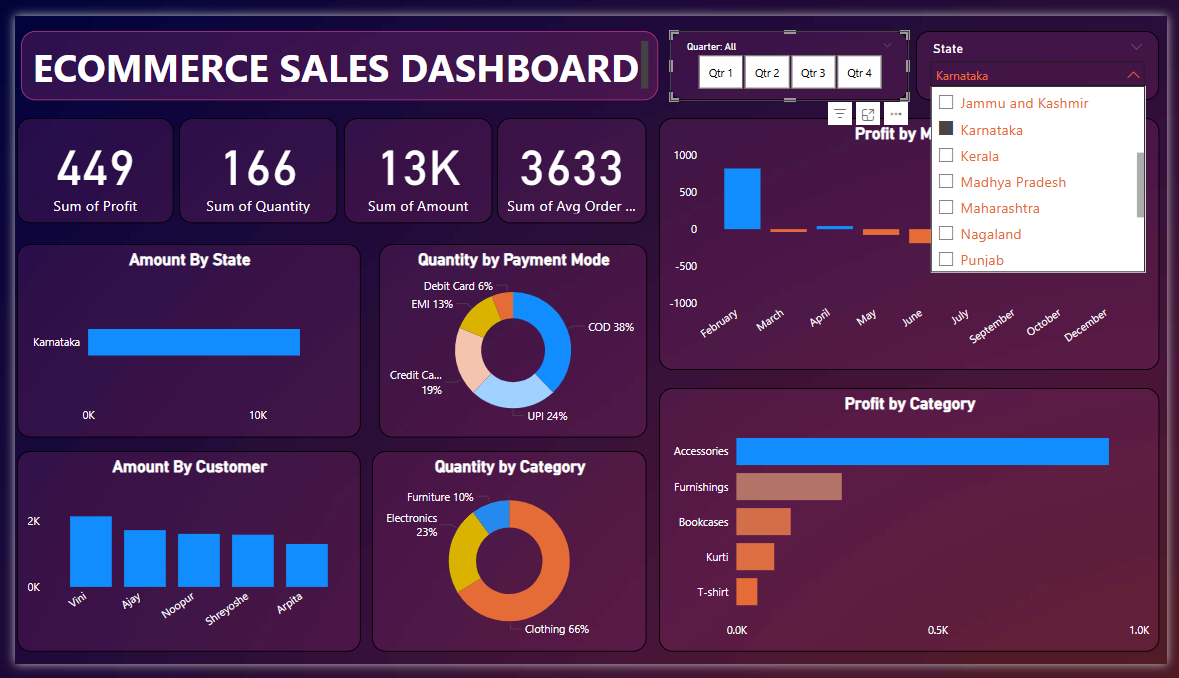 ECOMMERCE SALES DASHBOARD
Quarter: All
Qtr 1
Qtr 2
Qtr 3
Qtr 4
State
Karnataka
Jammu and Kashmir
Karnataka
Kerala
Madhya Pradesh
Maharashtra
Nagaland
Punjab
449
Sum of Profit
166
Sum of Quantity
13K
Sum of Amount
3633
Sum of Avg Order ...
Profit by M
1000
500
0
-500
-1000
February
March
April
May
June
July
September
October
December
Amount By State
Karnataka
0K
10K
Quantity by Payment Mode
Debit Card 6%
EMI 13%
COD 38%
Credit Ca...
19%
UPI 24%
Profit by Category
Accessories
Furnishings
Bookcases
Kurti
T-shirt
0.0K
0.5K
1.0K
Amount By Customer
2K
0K
Vini
Ajay
Noopur
Shreyoshe
Arpita
Quantity by Category
Furniture 10%
Electronics
23%
Clothing 66%